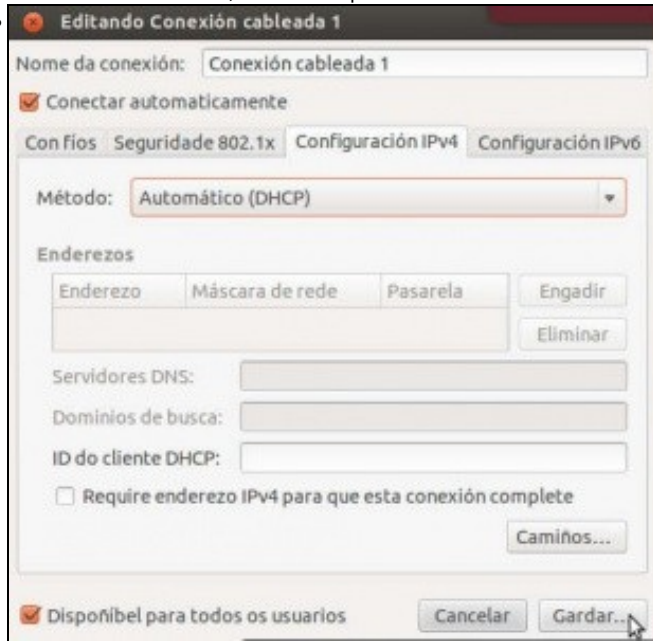 Editando Conexión cableada 1
Nome da conexión: Conexión cableada 1
Conectar automaticamente
Con fíos Seguridade 802.1x Configuración IPv4 Configuración IPv6
Método: Automático (DHCP)
Enderezos
Enderezo Máscara de rede Pasarela Engadir
Eliminar
Servidores DNS:
Dominios de busca:
ID do cliente DHCP:
Require enderezo IPv4 para que esta conexión complete
Camiños...
Dispoñíbel para todos os usuarios Cancelar Gardar...